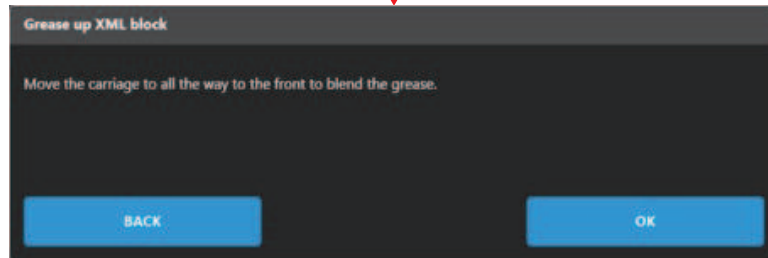 Grease up XML block
Move the carriage to all the way to the front to blend the grease.
BACK
OK